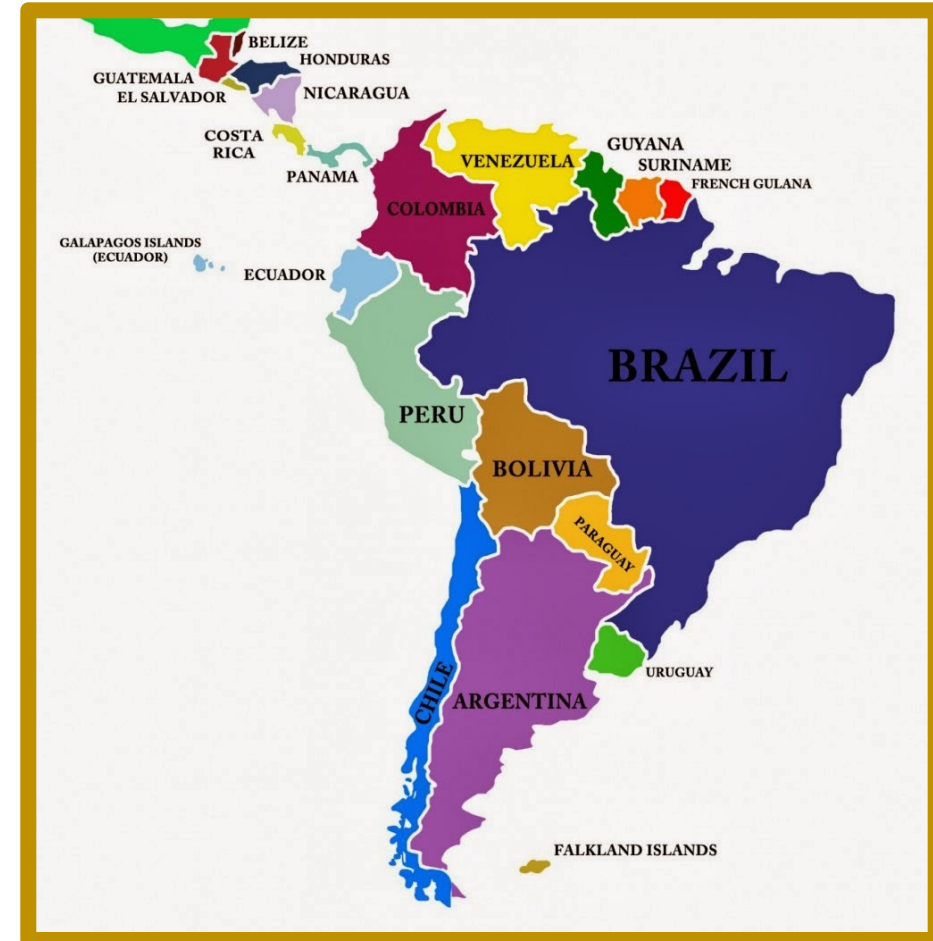 BELIZE
HONDURAS
GUATEMALA
EL SALVADOR
NICARAGUA
COSTA
RICA
PANAMA
VENEZUELA
GUYANA
SURINAME
FRENCH GULANA
COLOMBIA
GALAPAGOS ISLANDS
(ECUADOR)
ECUADOR
BRAZIL
PERU
BOLIVIA
PARAGUAY
CHILE
ARGENTINA
URUGUAY
FALKLAND ISLANDS